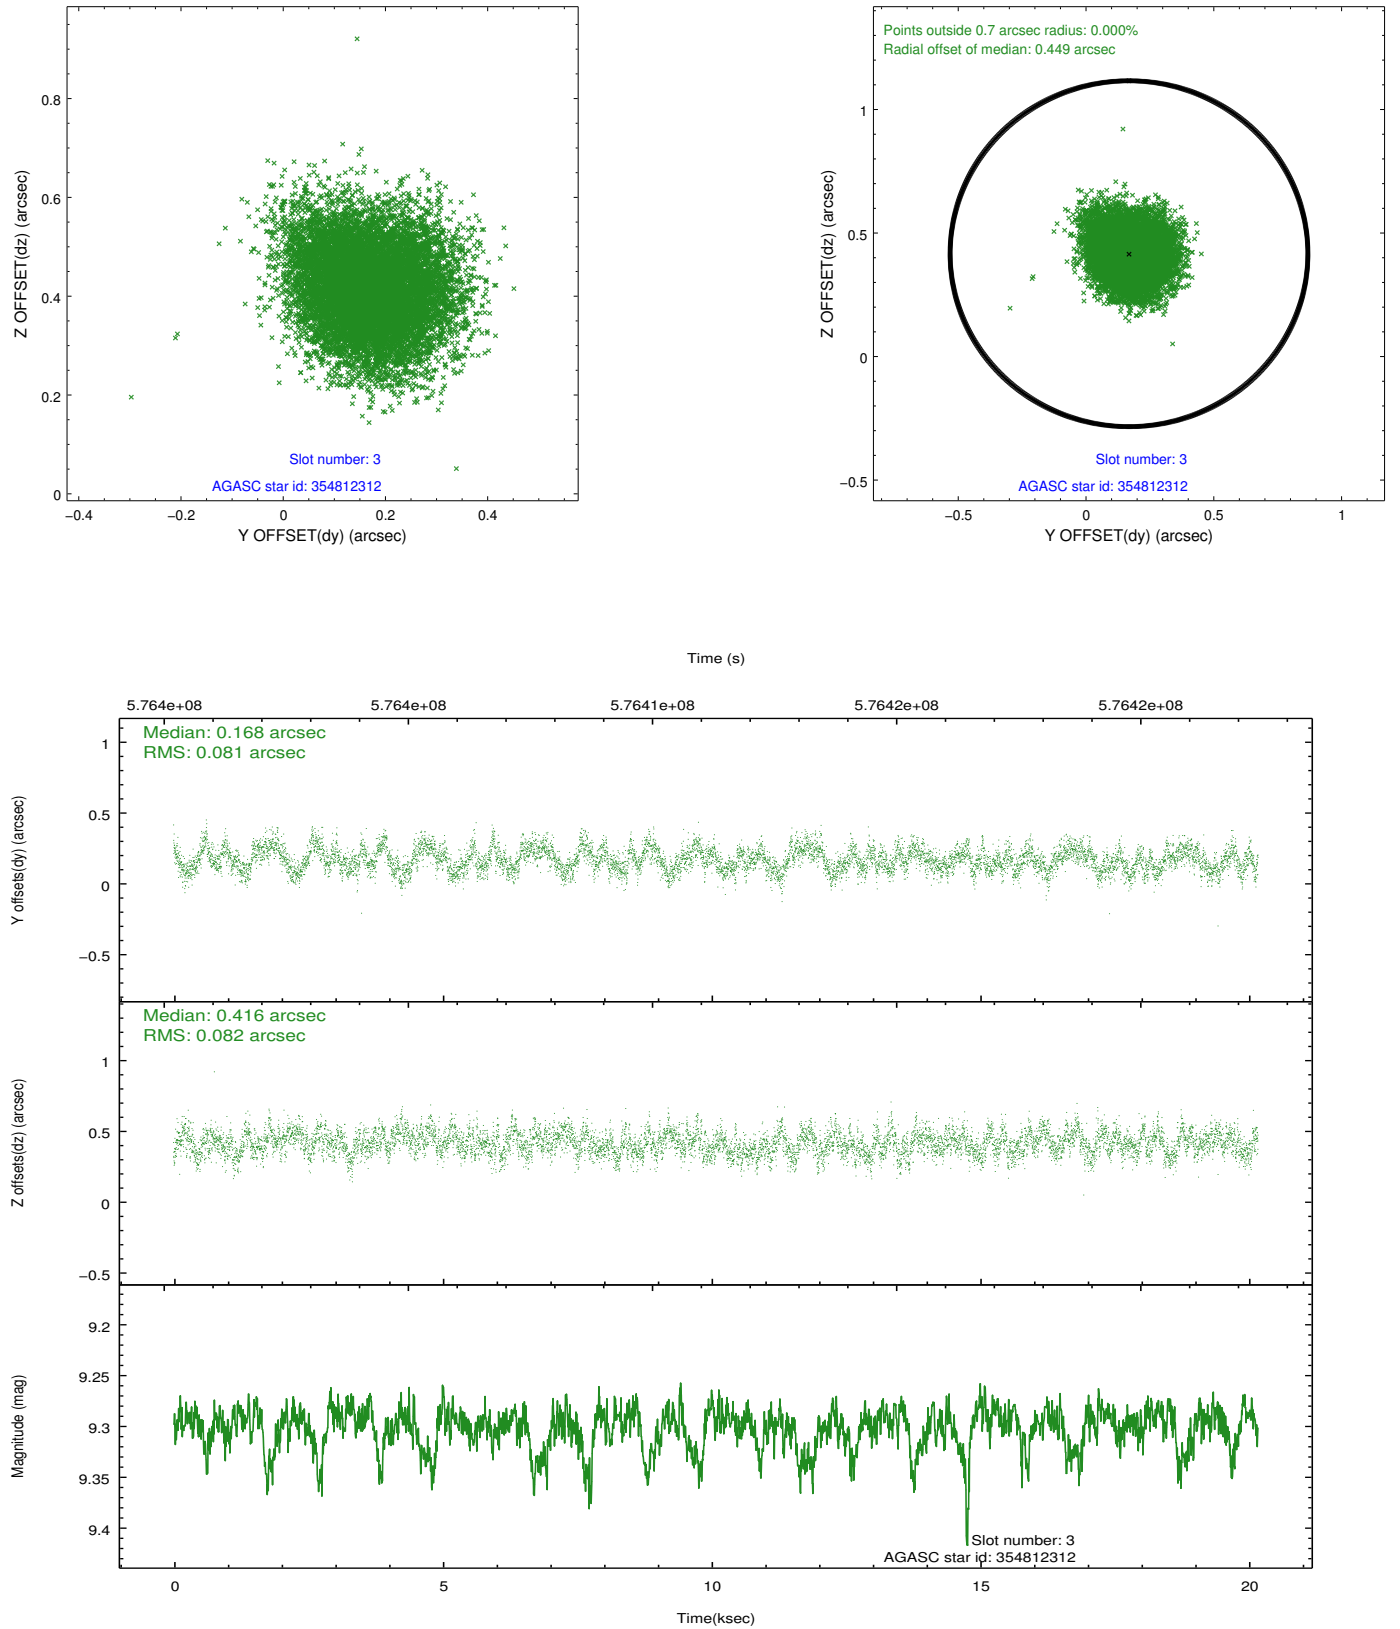 0.8
0.6
0.4
0.2
0
−0.4
−0.2
0
0.2
0.4
Z OFFSET(dz) (arcsec)
Y OFFSET(dy) (arcsec)
Slot number: 3
AGASC star id: 354812312
Points outside 0.7 arcsec radius: 0.000%
Radial offset of median: 0.449 arcsec
1
0.5
0
−0.5
−0.5
0
0.5
1
Z OFFSET(dz) (arcsec)
Y OFFSET(dy) (arcsec)
Slot number: 3
AGASC star id: 354812312
Time (s)
5.764e+08
5.764e+08
5.7641e+08
5.7642e+08
5.7642e+08
Median: 0.168 arcsec
RMS: 0.081 arcsec
1
0.5
0
−0.5
Y offsets(dy) (arcsec)
Median: 0.416 arcsec
RMS: 0.082 arcsec
1
0.5
0
−0.5
Z offsets(dz) (arcsec)
9.2
9.25
9.3
9.35
9.4
Magnitude (mag)
Slot number: 3
AGASC star id: 354812312
0
5
10
15
20
Time(ksec)